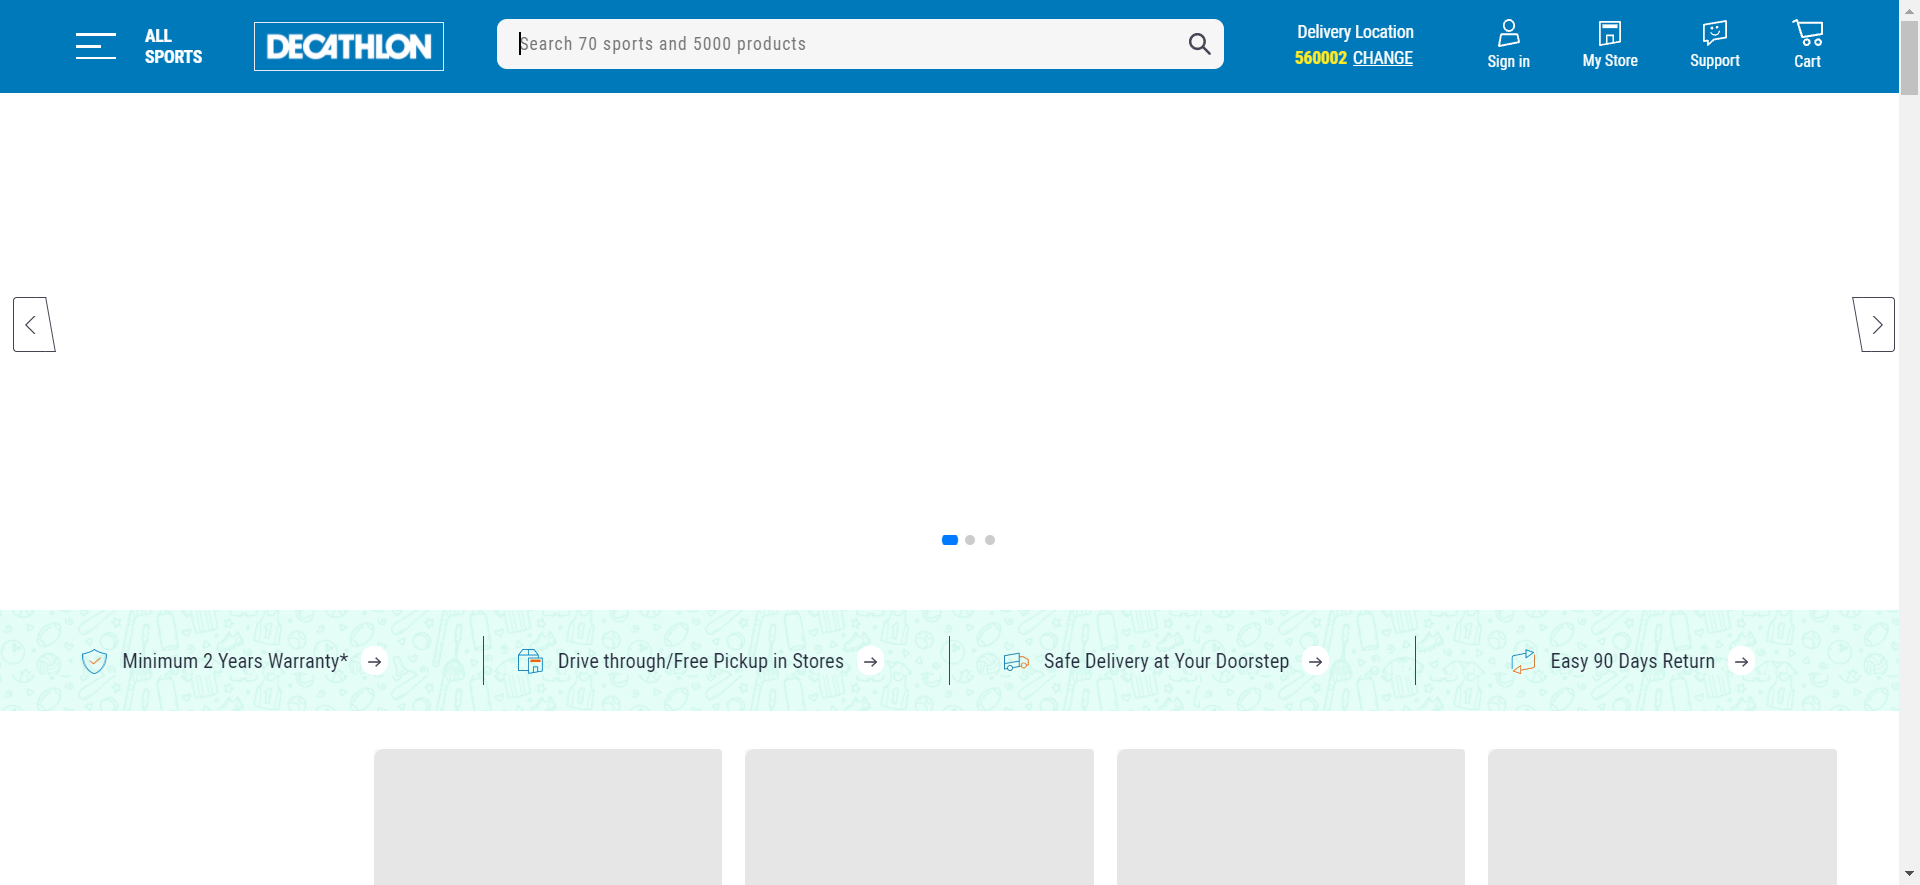 ALL
SPORTS
DECATHLON
Search 70 sports and 5000 products
Delivery Location
560002 CHANGE
Sign in
My Store
Support
Cart
Minimum 2 Years Warranty*
Drive through/Free Pickup in Stores
Safe Delivery at Your Doorstep
Easy 90 Days Return